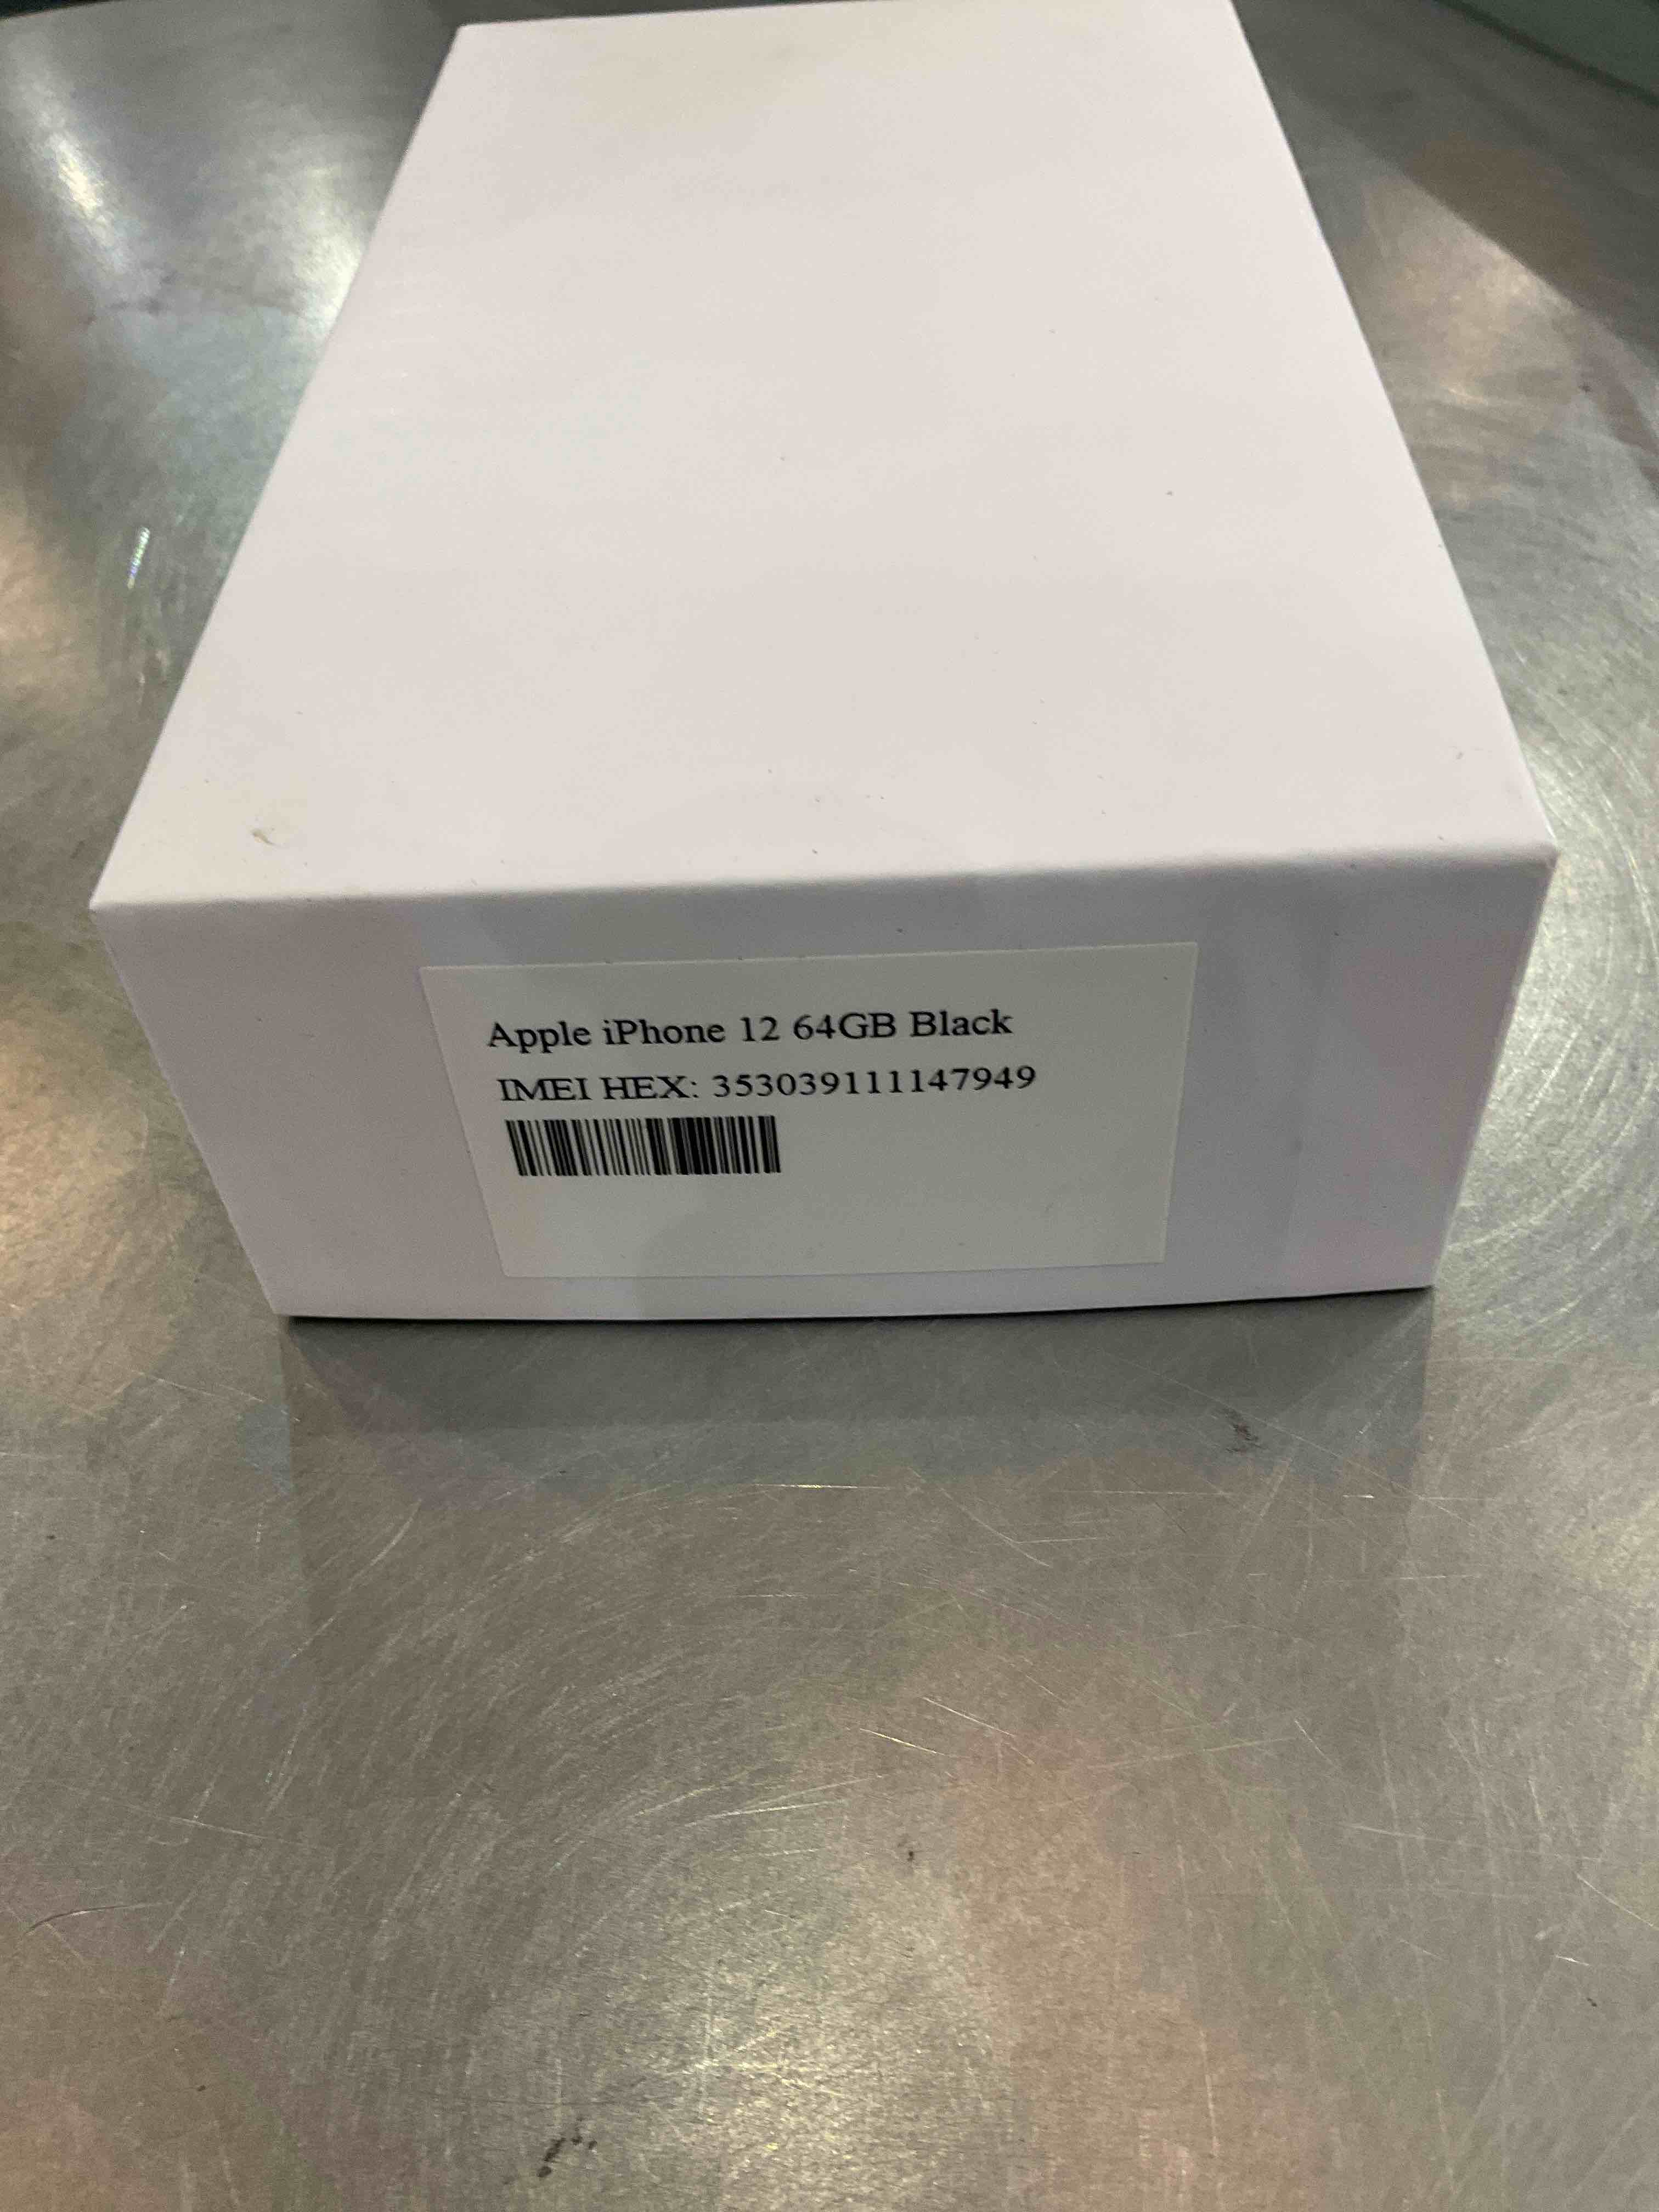 Apple iPhone 12 64GB Black
IMEI HEX: 353039111147949